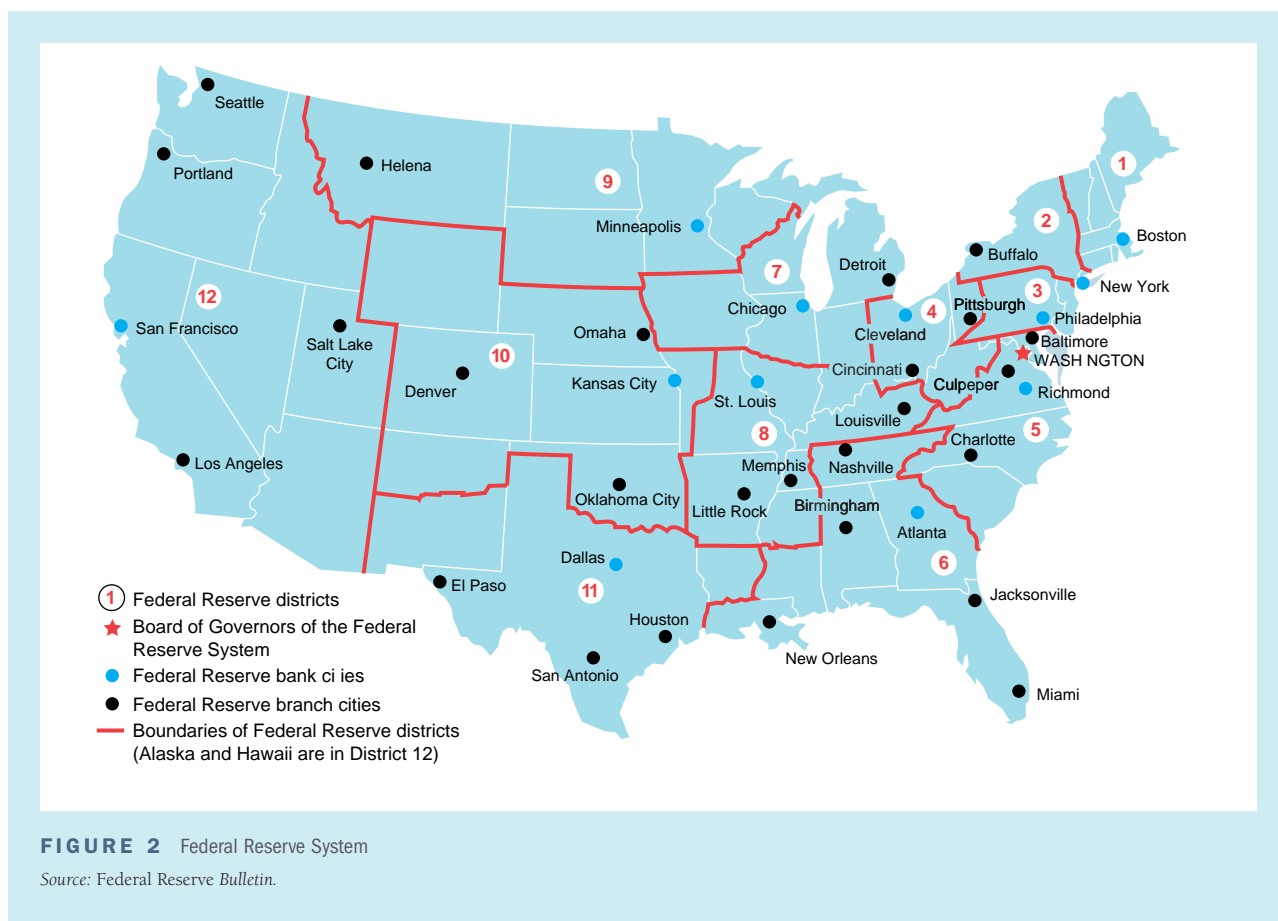 Seattle
Portland
Helena
9
1
Minneapolis
2
Boston
Buffalo
7
Detroit
12
3
New York
Chicago
4
Pittsburgh
San Francisco
Philadelphia
Omaha
Cleveland
Salt Lake
City
Baltimore
10
WASH NGTON
Cincinnati
Denver
Kansas City
Culpeper
St. Louis
Richmond
Louisville
8
5
Charlotte
Los Angeles
Memphis
Nashville
Oklahoma City
Little Rock
Birmingham
Atlanta
Dallas
6
El Paso
11
Jacksonville
Houston
New Orleans
San Antonio
Miami
1 Federal Reserve districts
Board of Governors of the Federal
Reserve System
Federal Reserve bank ci ies
Federal Reserve branch cities
Boundaries of Federal Reserve districts
(Alaska and Hawaii are in District 12)
FIGURE 2 Federal Reserve System
Source: Federal Reserve Bulletin.